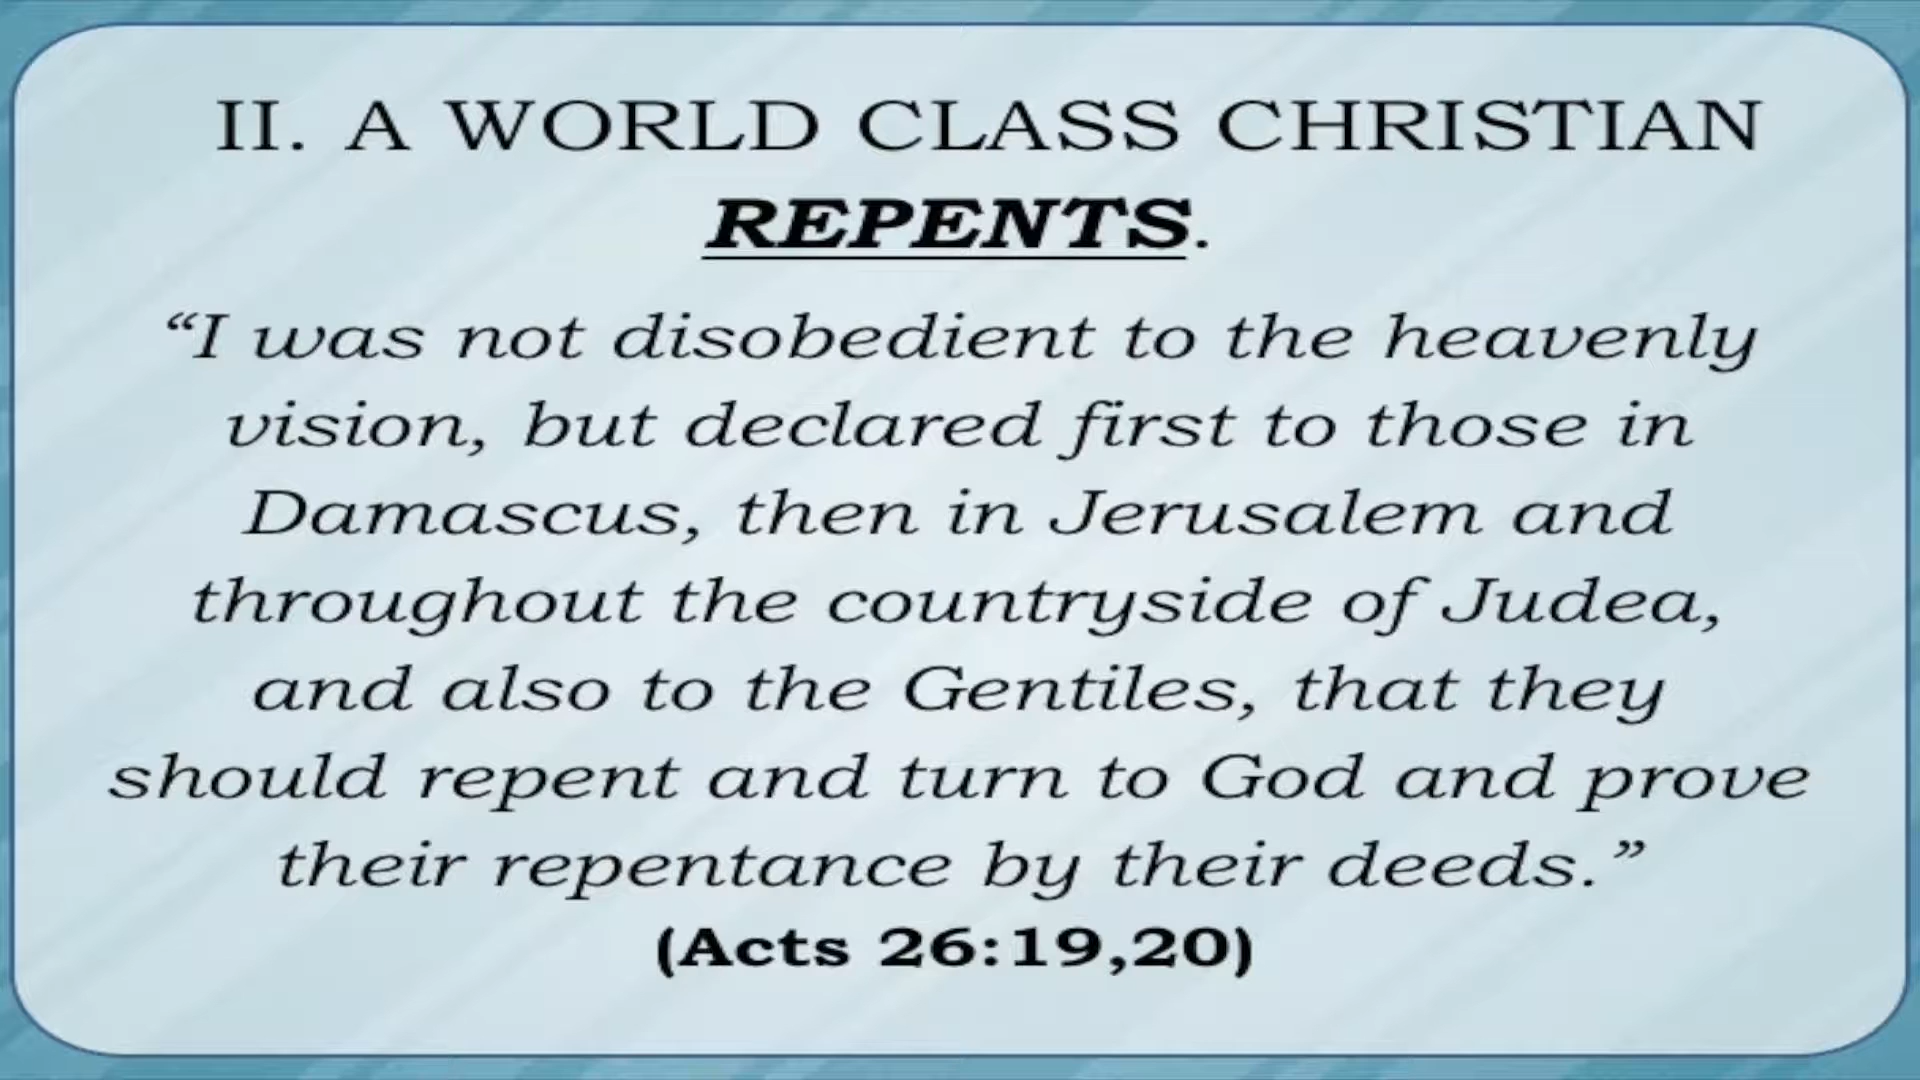 II. A WORLD CLASS CHRISTIAN
REPENTS.
“I was not disobedient to the heavenly
vision, but declared first to those in
Damascus, then in Jerusalem and
throughout the countryside of Judea,
and also to the Gentiles, that they
should repent and turn to God and prove
their repentance by their deeds.”
(Acts 26:19,20)